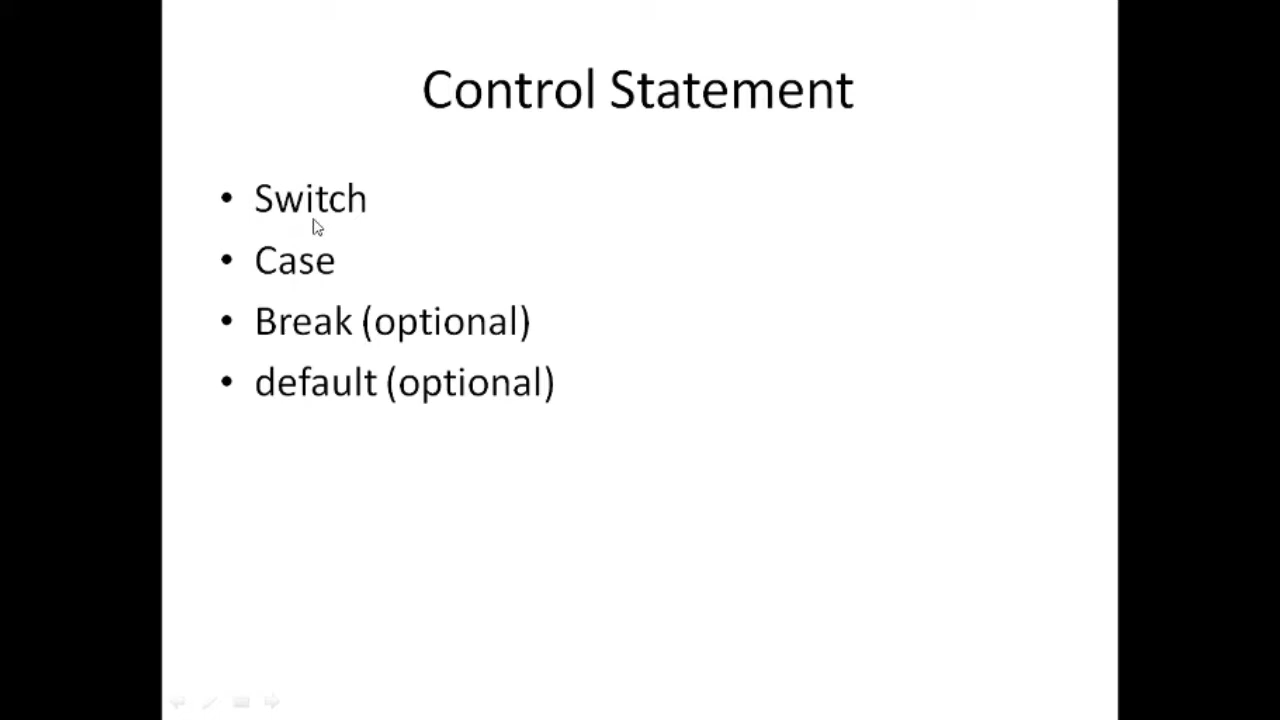 Control Statement
• Switch
• Case
• Break (optional)
• default (optional)